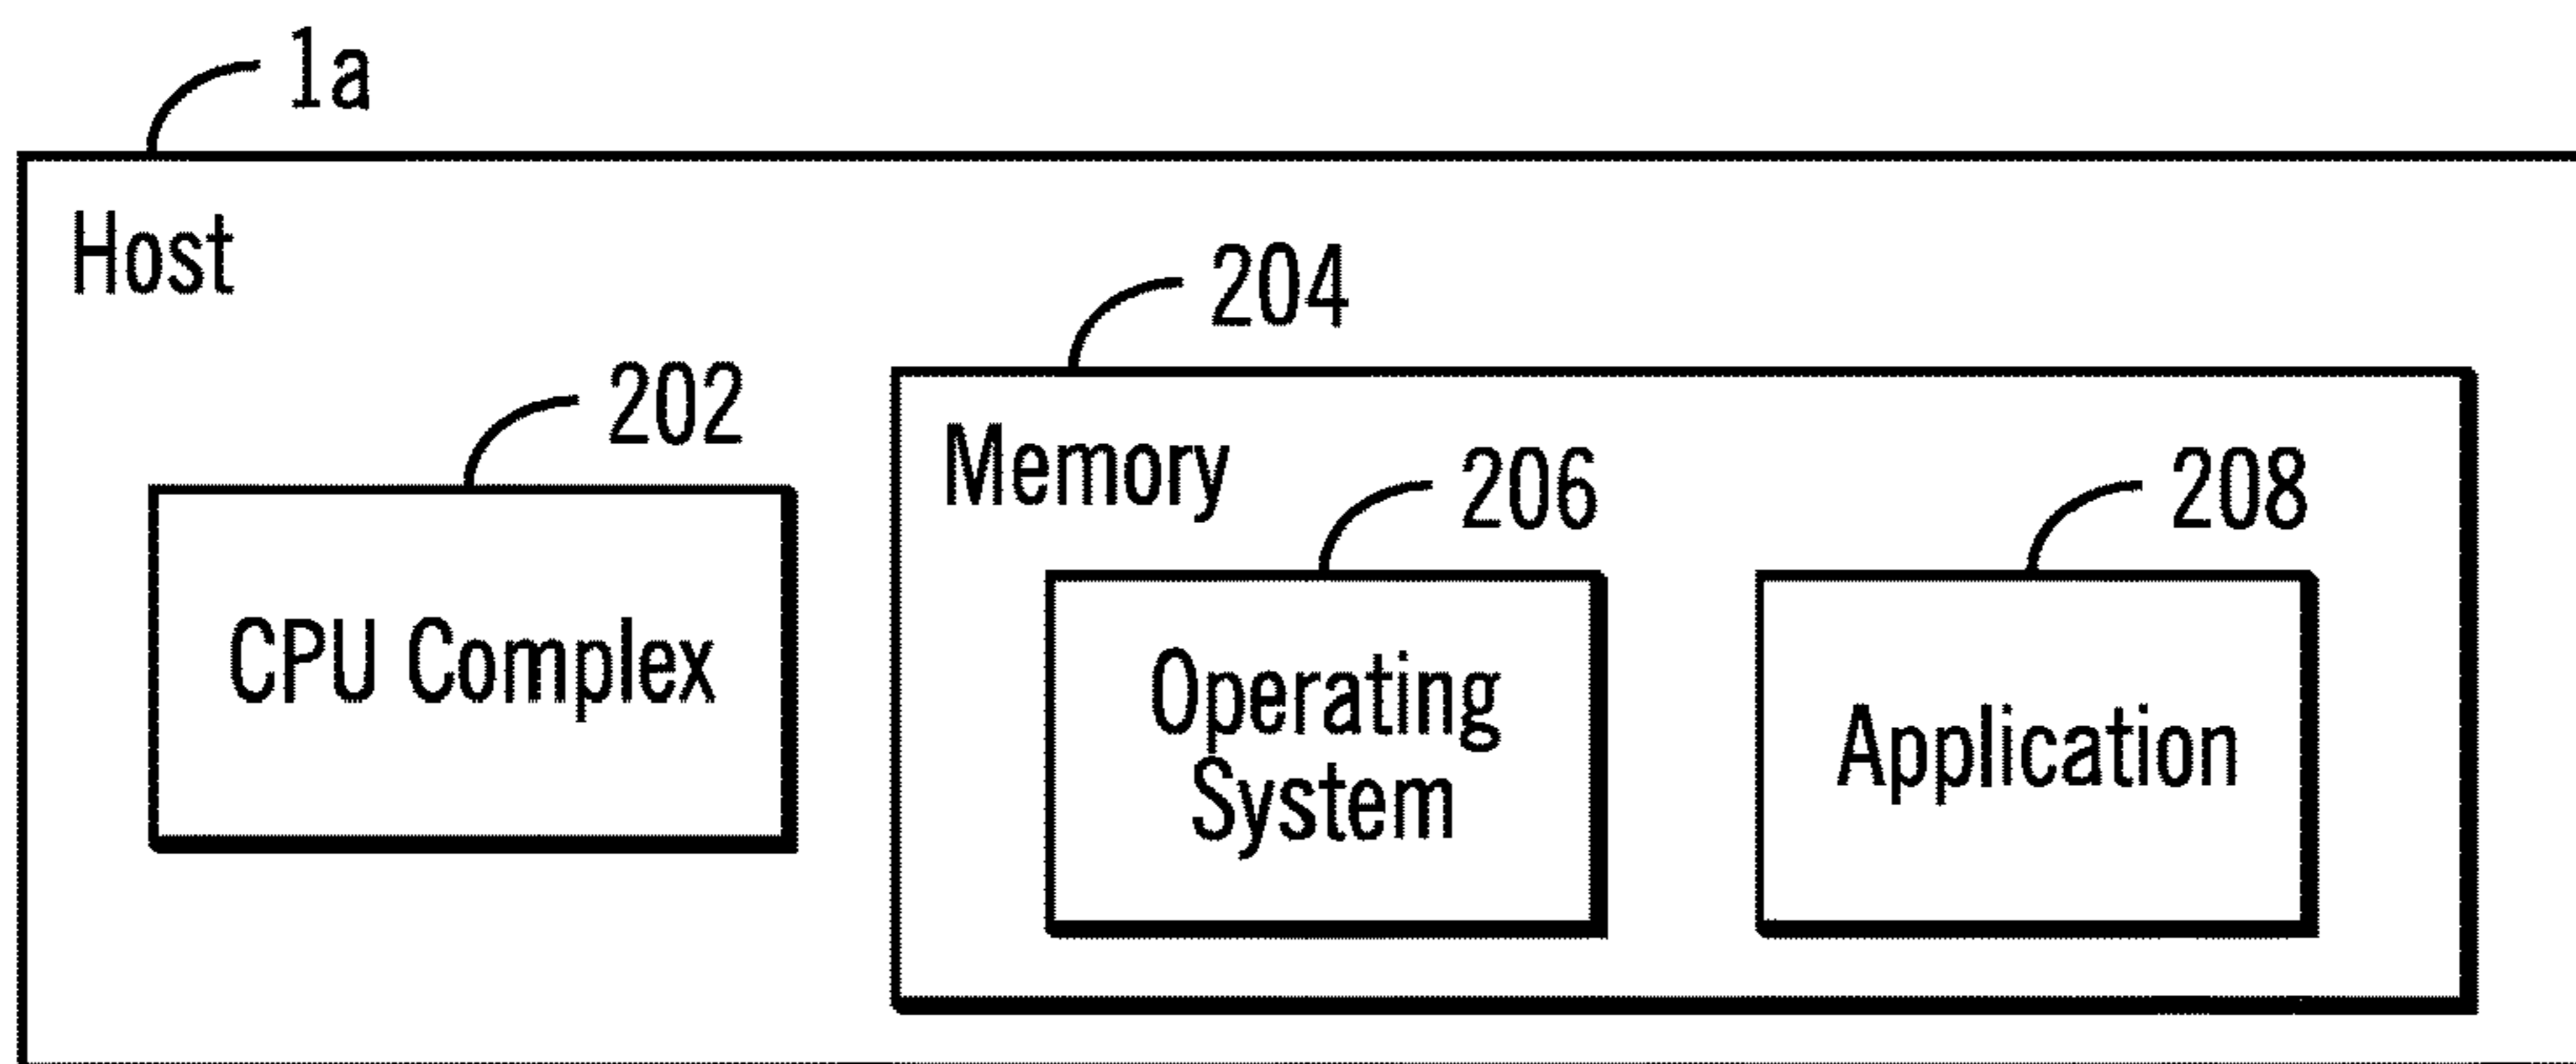 1a
Host
204
202
Memory
206
208
CPU Complex
Operating
System
Application